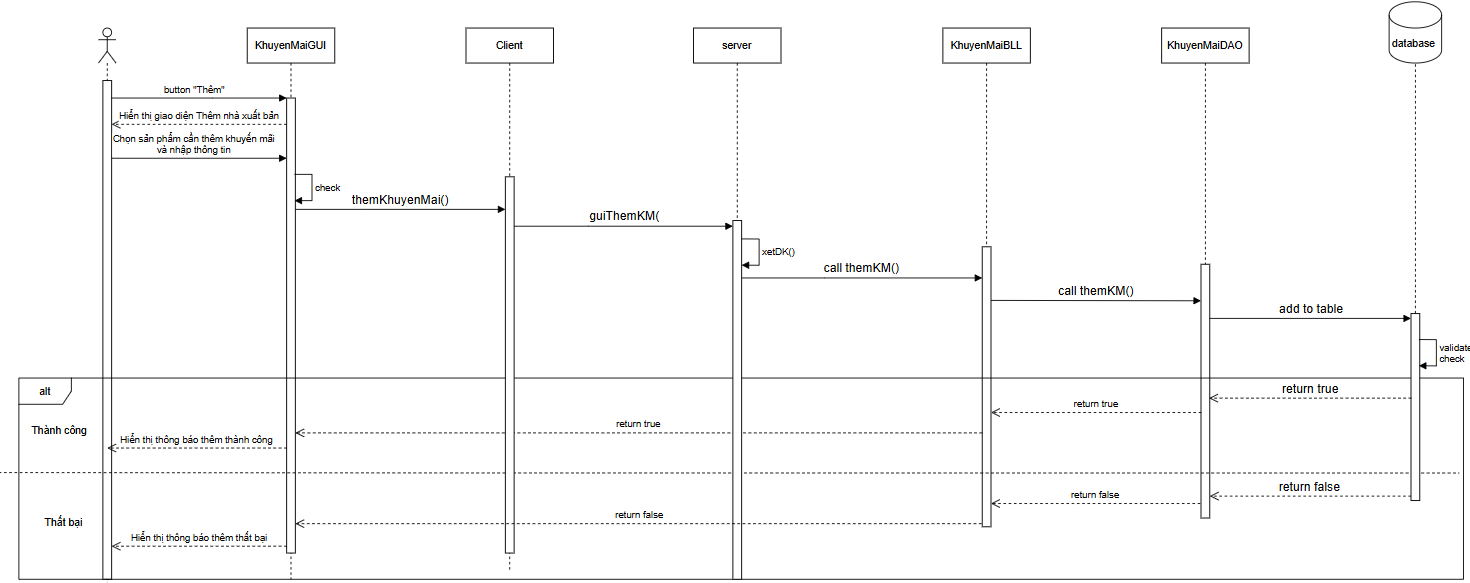 KhuyenMaiGUI
Client
server
KhuyenMaiBLL
KhuyenMaiDAO
database
button "Thêm"
Hiển thị giao diện Thêm nhà xuất bản
Chọn sản phẩm cần thêm khuyến mãi
và nhập thông tin
check
themKhuyenMai()
guiThemKM(
xetDK()
call themKM()
call themKM()
add to table
validate
check
alt
return true
return true
return true
Thành công
Hiển thị thông báo thêm thành công
return false
return false
return false
Thất bại
Hiển thị thông báo thêm thất bại